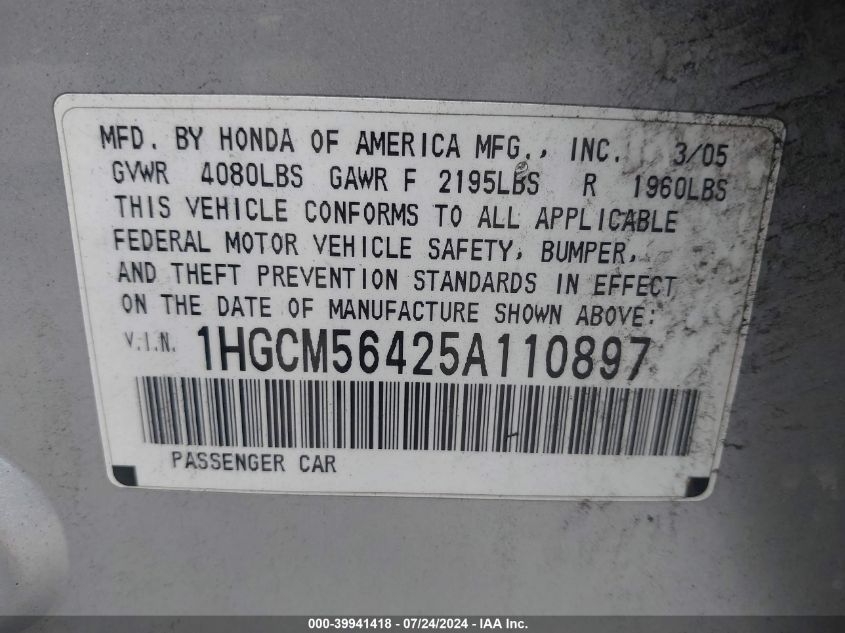 MFD. BY HONDA OF AMERICA MFG., INC. 3/05
GVWR 4080LBS GAWR F 2195LBS R 1960LBS
THIS VEHICLE CONFORMS TO ALL APPLICABLE
FEDERAL MOTOR VEHICLE SAFETY, BUMPER,
AND THEFT PREVENTION STANDARDS IN EFFECT
ON THE DATE OF MANUFACTURE SHOWN ABOVE:
V.I.N. 1HGCM56425A110897
PASSENGER CAR
000-39941418 - 07/24/2024 - IAA Inc.